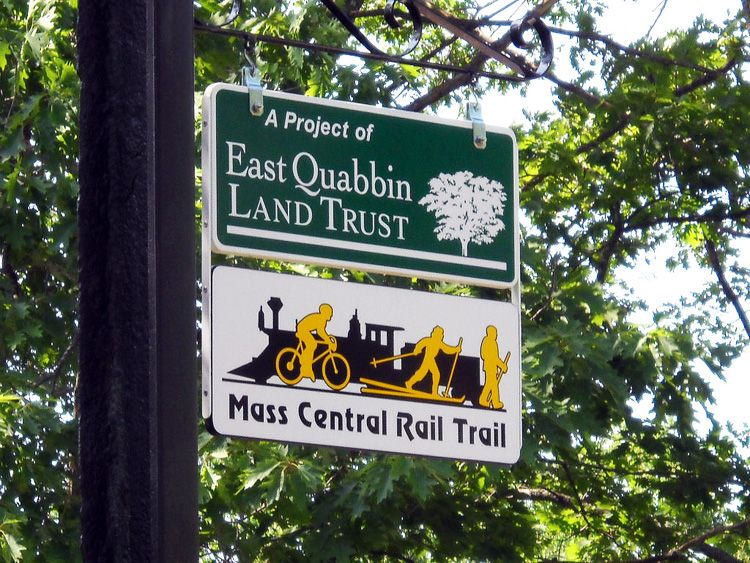 A Project of
East Quabbin
Land Trust
Mass Central Rail Trail